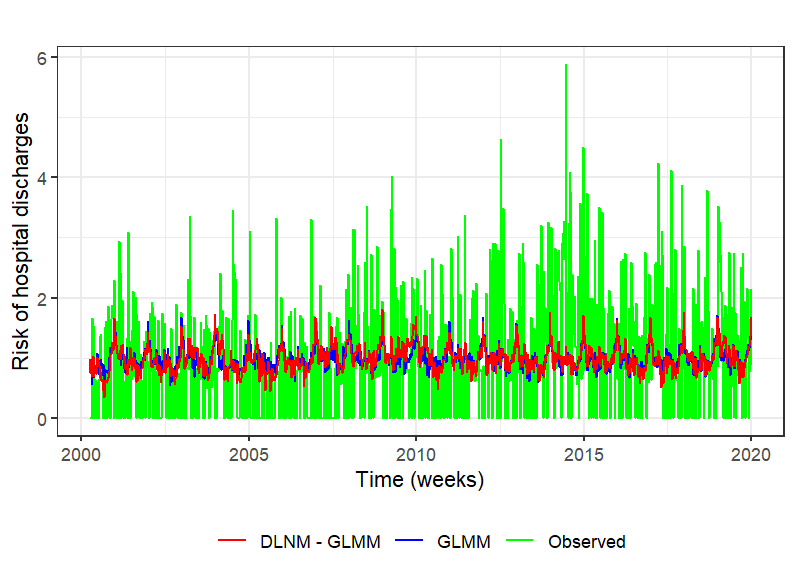 Risk of hospital discharges
6
4
2
0
2000 2005 2010 2015 2020
Time (weeks)
DLNM - GLMM GLMM Observed